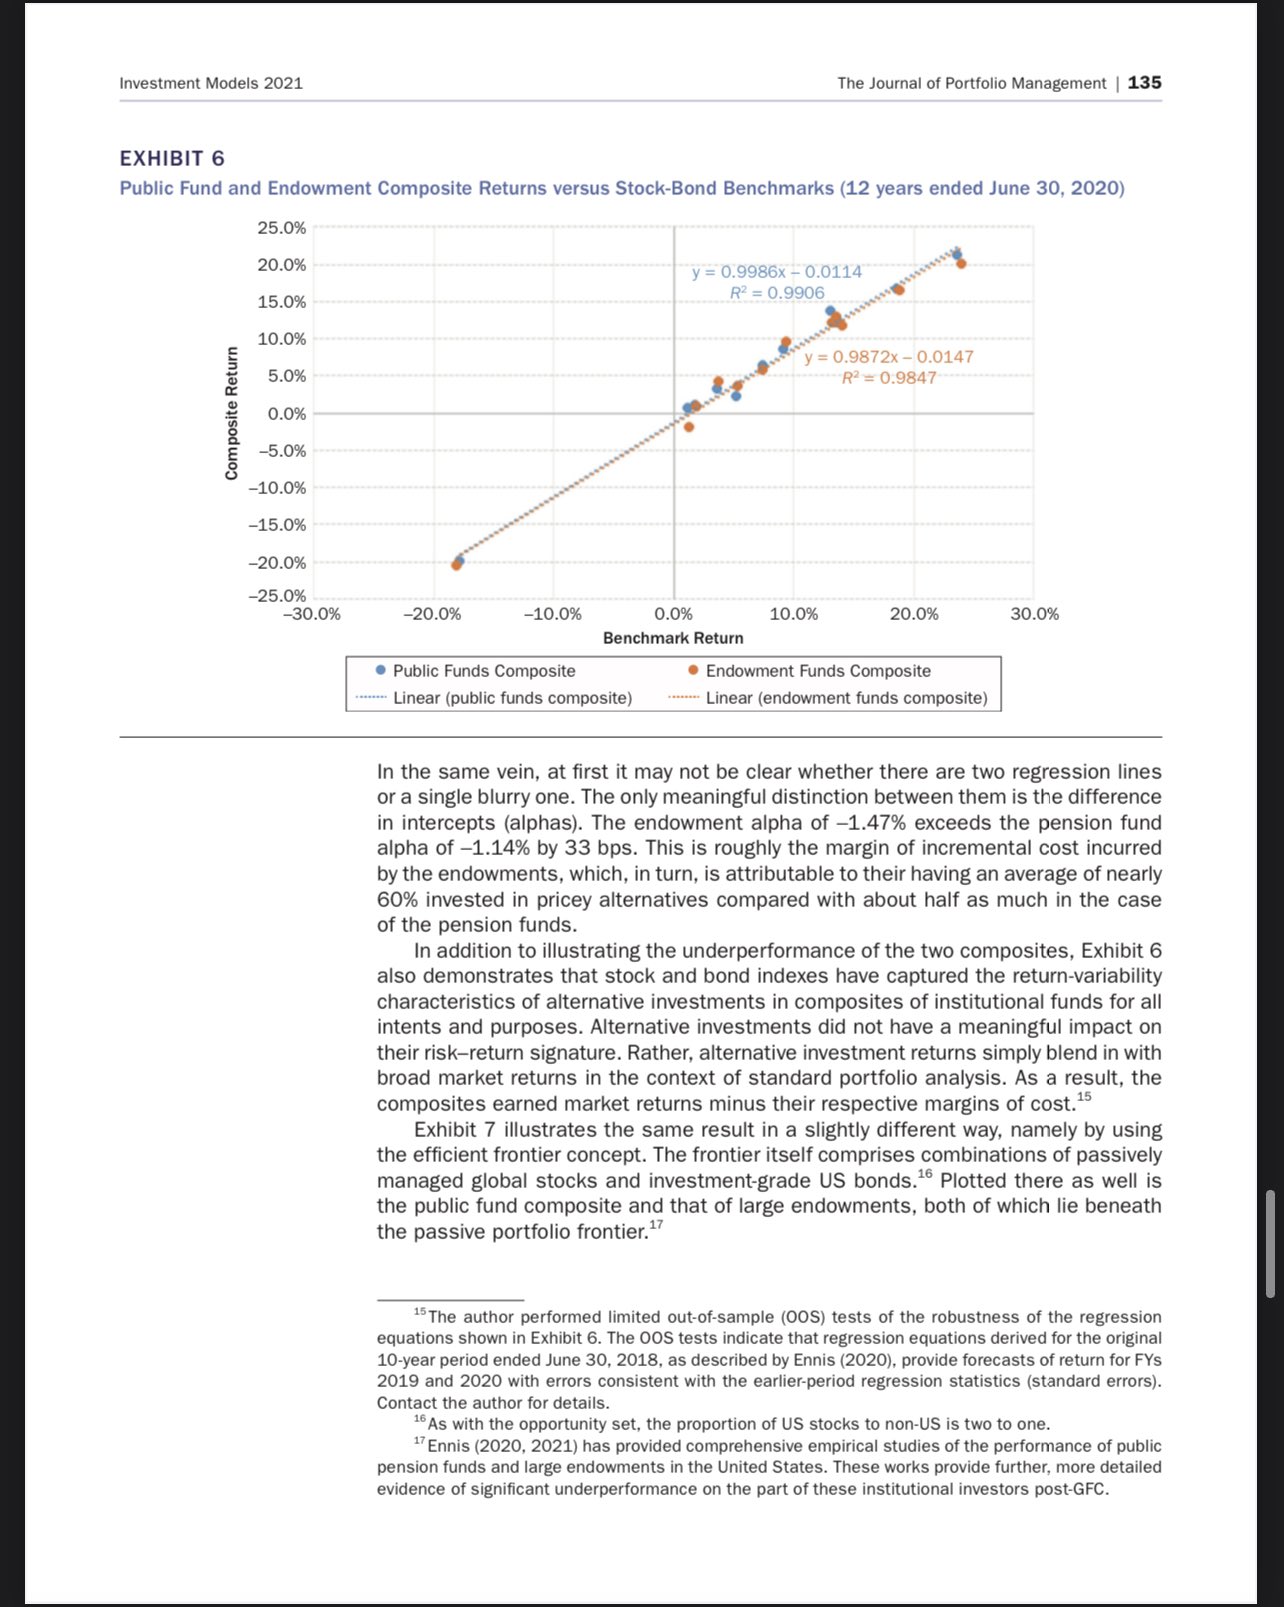 Investment Models 2021
The Journal of Portfolio Management | 135
EXHIBIT 6
Public Fund and Endowment Composite Returns versus Stock-Bond Benchmarks (12 years ended June 30, 2020)
25.0%
20.0%
15.0%
10.0%
5.0%
0.0%
–5.0%
–10.0%
–15.0%
–20.0%
–25.0%
Composite Return
y = 0.9986x – 0.0114
R² = 0.9906
y = 0.9872x – 0.0147
R² = 0.9847
–30.0%
–20.0%
–10.0%
0.0%
10.0%
20.0%
30.0%
Benchmark Return
Public Funds Composite
Endowment Funds Composite
Linear (public funds composite)
Linear (endowment funds composite)
In the same vein, at first it may not be clear whether there are two regression lines
or a single blurry one. The only meaningful distinction between them is the difference
in intercepts (alphas). The endowment alpha of –1.47% exceeds the pension fund
alpha of –1.14% by 33 bps. This is roughly the margin of incremental cost incurred
by the endowments, which, in turn, is attributable to their having an average of nearly
60% invested in pricey alternatives compared with about half as much in the case
of the pension funds.
In addition to illustrating the underperformance of the two composites, Exhibit 6
also demonstrates that stock and bond indexes have captured the return-variability
characteristics of alternative investments in composites of institutional funds for all
intents and purposes. Alternative investments did not have a meaningful impact on
their risk–return signature. Rather, alternative investment returns simply blend in with
broad market returns in the context of standard portfolio analysis. As a result, the
composites earned market returns minus their respective margins of cost.¹⁵
Exhibit 7 illustrates the same result in a slightly different way, namely by using
the efficient frontier concept. The frontier itself comprises combinations of passively
managed global stocks and investment-grade US bonds.¹⁶ Plotted there as well is
the public fund composite and that of large endowments, both of which lie beneath
the passive portfolio frontier.¹⁷
¹⁵The author performed limited out-of-sample (OOS) tests of the robustness of the regression
equations shown in Exhibit 6. The OOS tests indicate that regression equations derived for the original
10-year period ended June 30, 2018, as described by Ennis (2020), provide forecasts of return for FYs
2019 and 2020 with errors consistent with the earlier-period regression statistics (standard errors).
Contact the author for details.
¹⁶As with the opportunity set, the proportion of US stocks to non-US is two to one.
¹⁷Ennis (2020, 2021) has provided comprehensive empirical studies of the performance of public
pension funds and large endowments in the United States. These works provide further, more detailed
evidence of significant underperformance on the part of these institutional investors post-GFC.